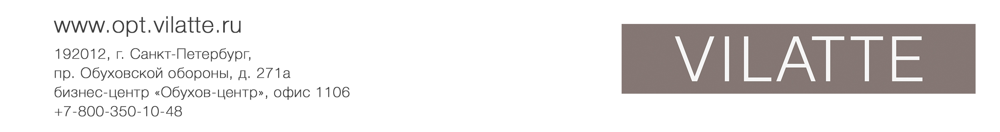 www.opt.vilatte.ru
192012, г. Санкт-Петербург,
пр. Обуховской обороны, д. 271а
бизнес-центр «Обухов-центр», офис 1106
+7-800-350-10-48
VILATTE